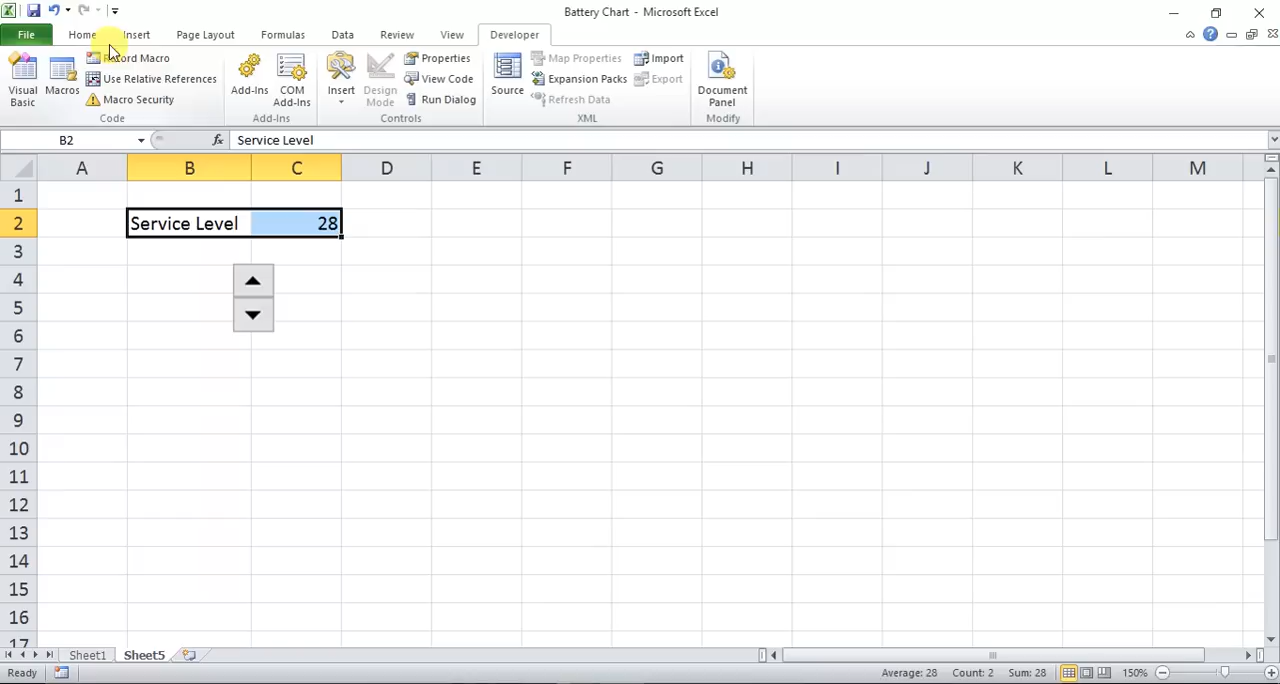 Battery Chart - Microsoft Excel
File Home Insert Page Layout Formulas Data Review View Developer
Visual Basic
Macros
Record Macro
Use Relative References
Macro Security
Code
Add-Ins
COM Add-Ins
Add-Ins
Insert
Design Mode
Properties
View Code
Run Dialog
Controls
Source
Map Properties
Expansion Packs
Refresh Data
Import
Export
XML
Document Panel
Modify
B2 fx Service Level
A B C D E F G H I J K L M
1
2 Service Level 28
3
4
5
6
7
8
9
10
11
12
13
14
15
16
17
Sheet1 Sheet5
Ready Average: 28 Count: 2 Sum: 28 150%